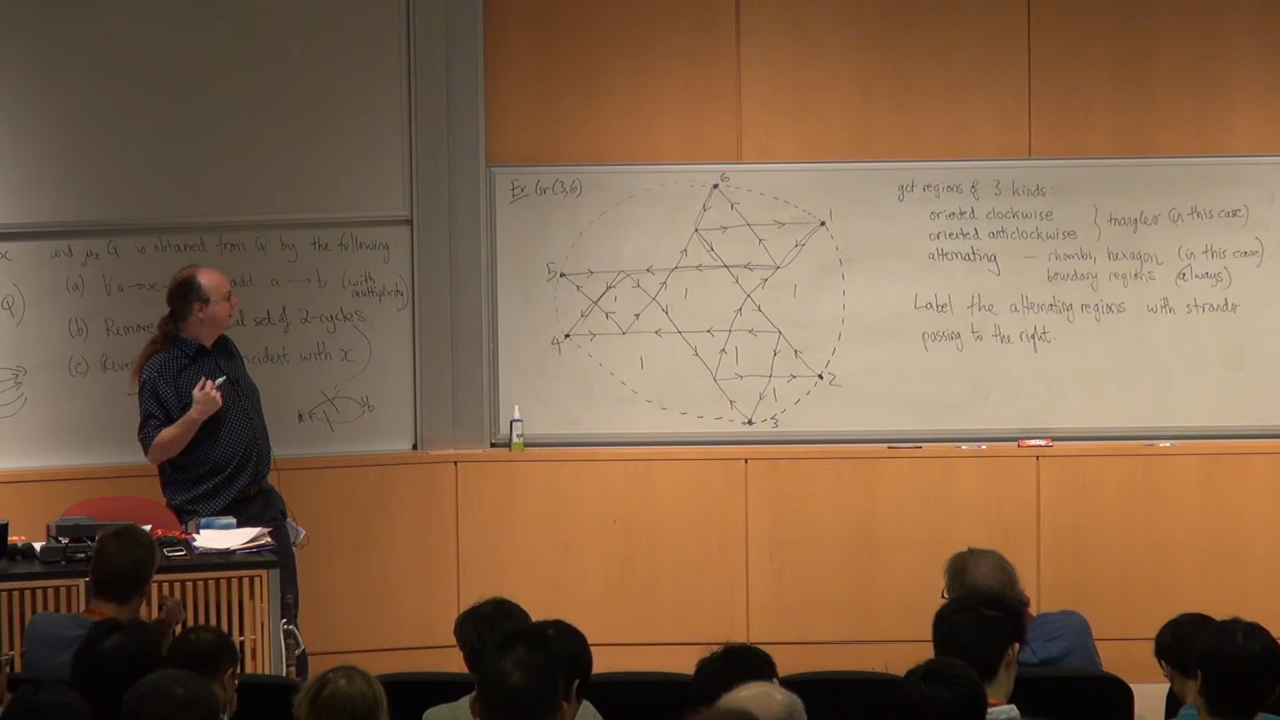 and μx Q is obtained from Q by the following:
(a) ∀a→x add a → b (with multiplicity)
Q)
(b) Remove al set of 2-cycles
(c) Reve ncident with x.
b
Ex Gr(3,6)
6
1
5
1
1
1
4
1
1
1
2
3
get regions of 3 kinds:
oriented clockwise
oriented anticlockwise } triangles (in this case)
alternating — rhombi, hexagon (in this case)
boundary regions (always)
Label the alternating regions with strands
passing to the right.